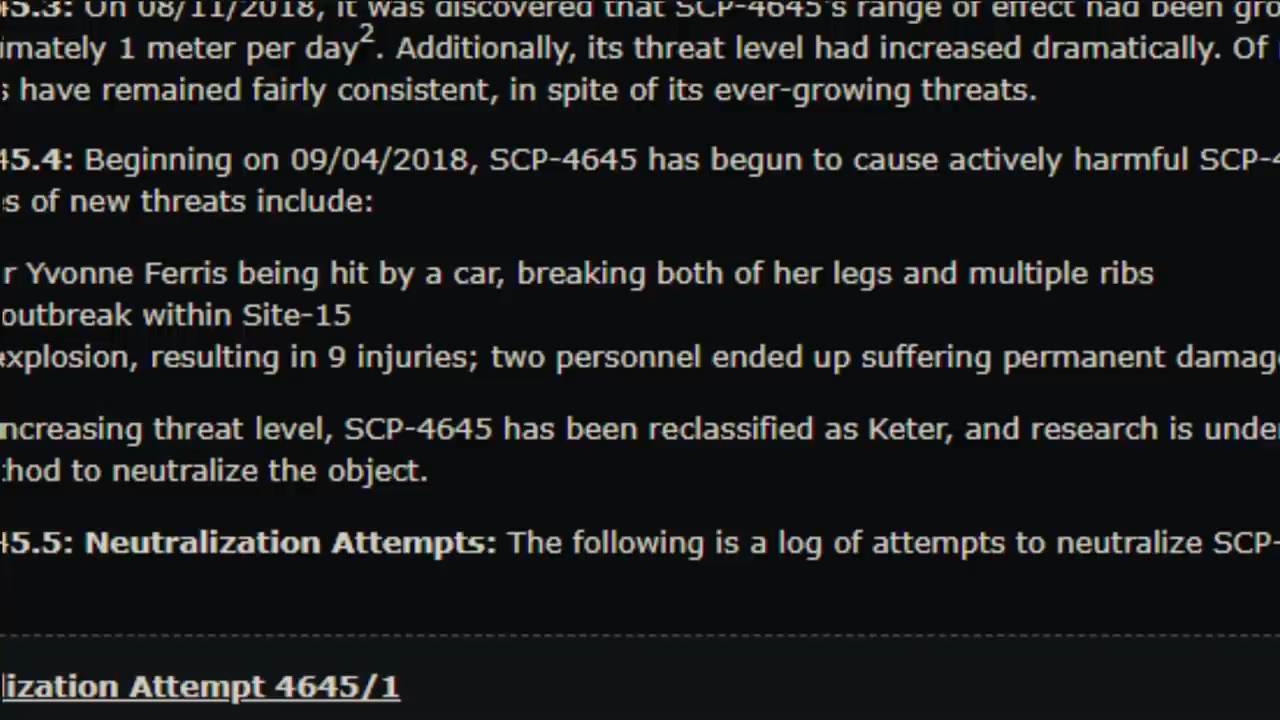 45.3: On 08/11/2018, it was discovered that SCP-4645's range of effect had been gro
imately 1 meter per day². Additionally, its threat level had increased dramatically. Of
s have remained fairly consistent, in spite of its ever-growing threats.
45.4: Beginning on 09/04/2018, SCP-4645 has begun to cause actively harmful SCP-4
es of new threats include:
r Yvonne Ferris being hit by a car, breaking both of her legs and multiple ribs
outbreak within Site-15
explosion, resulting in 9 injuries; two personnel ended up suffering permanent damag
ncreasing threat level, SCP-4645 has been reclassified as Keter, and research is under
thod to neutralize the object.
45.5: Neutralization Attempts: The following is a log of attempts to neutralize SCP-
lization Attempt 4645/1